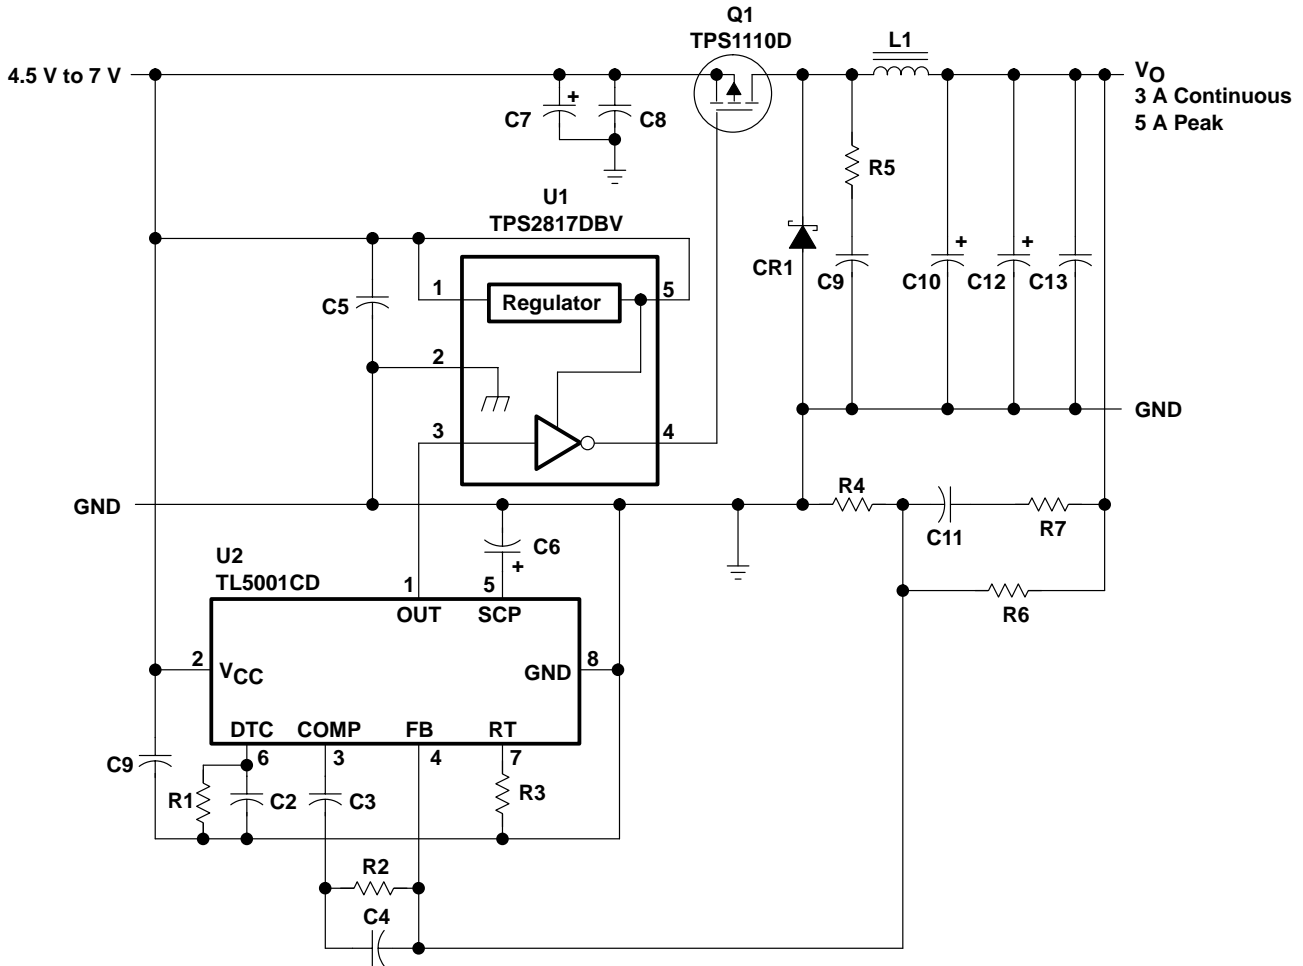 Q1
TPS1110D
L1
4.5 V to 7 V
VO
3 A Continuous
5 A Peak
C7
+
C8
R5
U1
TPS2817DBV
+
+
CR1
C9
C10
C12
C13
C5
1
Regulator
5
2
3
4
GND
GND
R4
C11
R7
C6
+
R6
U2
TL5001CD
1
5
OUT
SCP
2
VCC
GND
8
DTC
COMP
FB
RT
6
3
4
7
C9
R1
C2
C3
R3
R2
C4